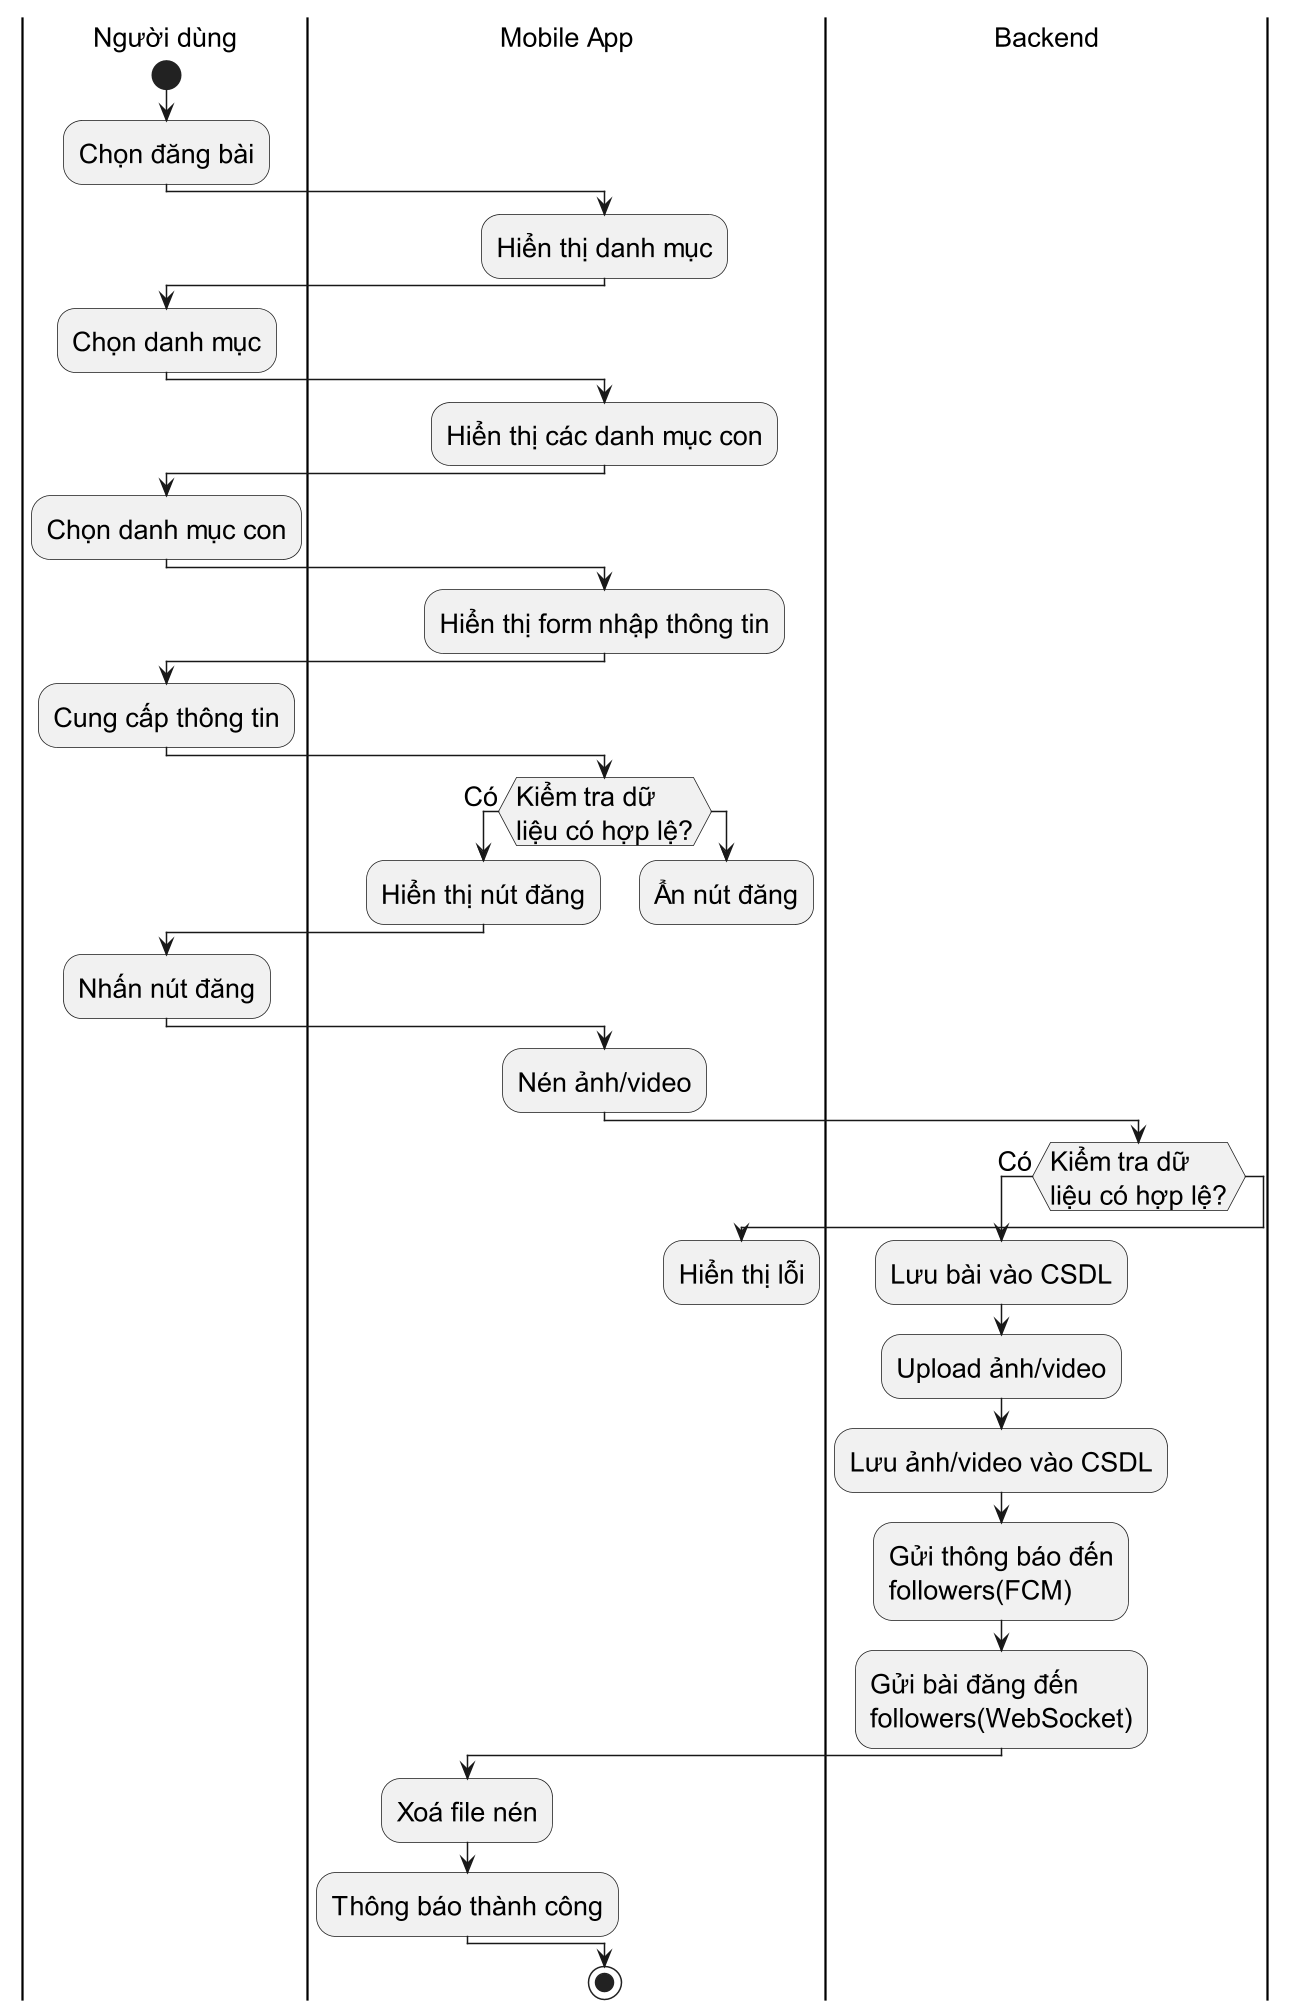 Người dùng
Mobile App
Backend
Chọn đăng bài
Hiển thị danh mục
Chọn danh mục
Hiển thị các danh mục con
Chọn danh mục con
Hiển thị form nhập thông tin
Cung cấp thông tin
Có
Kiểm tra dữ
liệu có hợp lệ?
Hiển thị nút đăng
Ẩn nút đăng
Nhấn nút đăng
Nén ảnh/video
Có
Kiểm tra dữ
liệu có hợp lệ?
Hiển thị lỗi
Lưu bài vào CSDL
Upload ảnh/video
Lưu ảnh/video vào CSDL
Gửi thông báo đến
followers(FCM)
Gửi bài đăng đến
followers(WebSocket)
Xoá file nén
Thông báo thành công